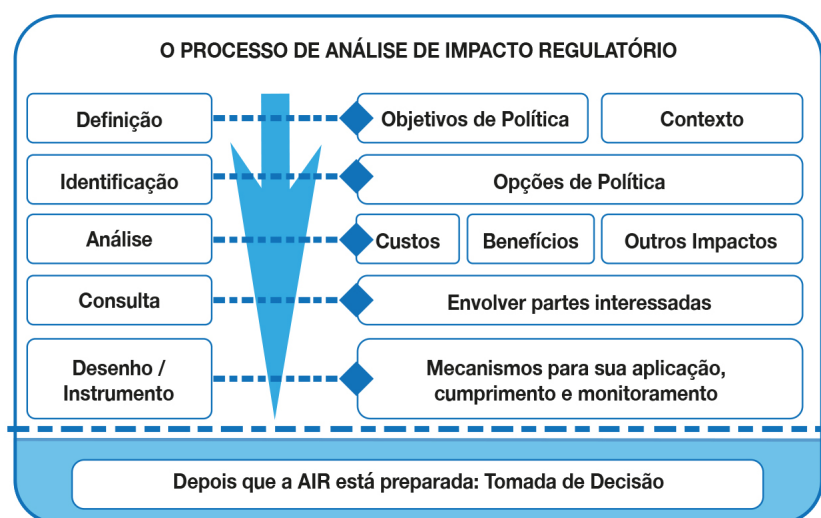 O PROCESSO DE ANÁLISE DE IMPACTO REGULATÓRIO
Definição
Objetivos de Política
Contexto
Identificação
Opções de Política
Análise
Custos
Benefícios
Outros Impactos
Consulta
Envolver partes interessadas
Desenho /
Instrumento
Mecanismos para sua aplicação,
cumprimento e monitoramento
Depois que a AIR está preparada: Tomada de Decisão